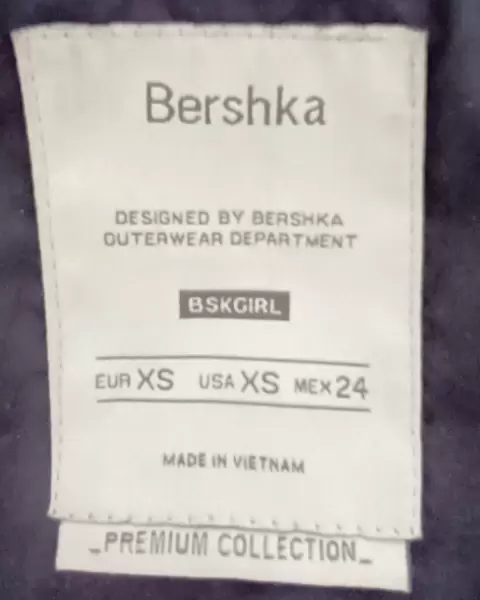 Bershka
DESIGNED BY BERSHKA
OUTERWEAR DEPARTMENT
BSKGIRL
EUR XS USA XS MEX 24
MADE IN VIETNAM
_PREMIUM COLLECTION_